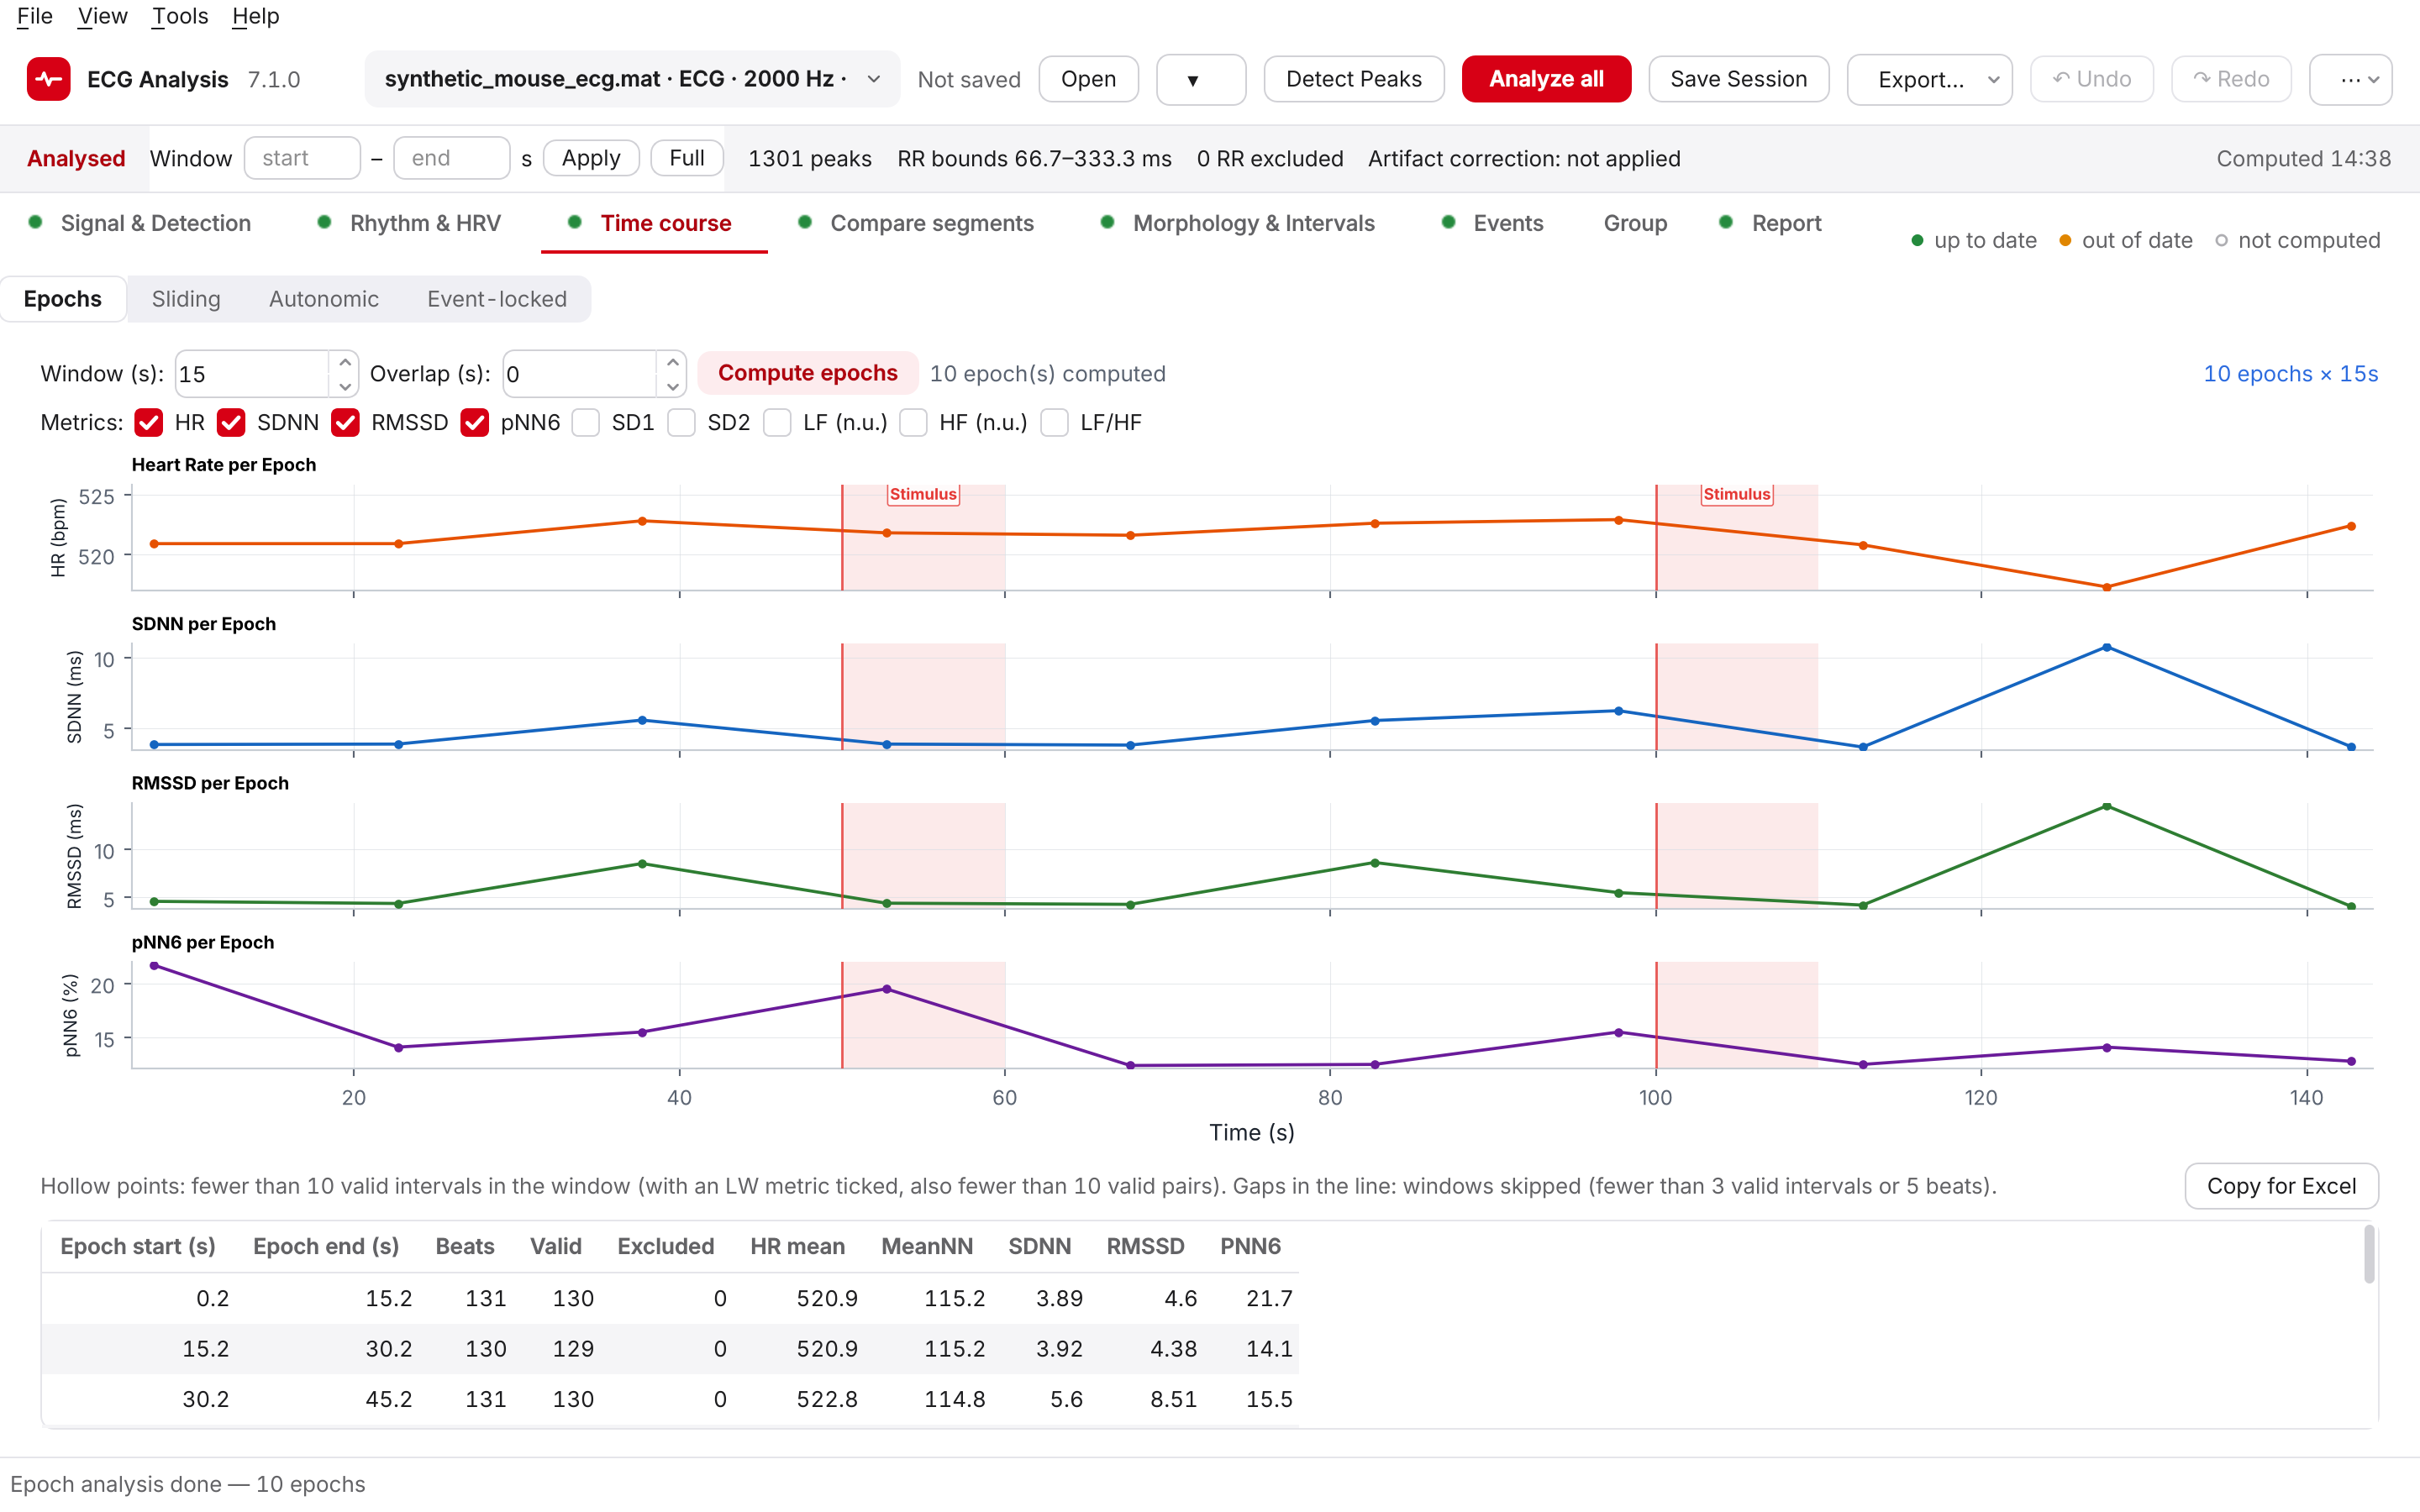 File View Tools Help
ECG Analysis 7.1.0 synthetic_mouse_ecg.mat · ECG · 2000 Hz · Not saved Open ▼ Detect Peaks Analyze all Save Session Export... ↶ Undo ↷ Redo ...
Analysed Window start – end s Apply Full 1301 peaks RR bounds 66.7–333.3 ms 0 RR excluded Artifact correction: not applied Computed 14:38
Signal & Detection Rhythm & HRV Time course Compare segments Morphology & Intervals Events Group Report
up to date out of date not computed
Epochs Sliding Autonomic Event-locked
Window (s): 15 Overlap (s): 0 Compute epochs 10 epoch(s) computed 10 epochs × 15s
Metrics: HR SDNN RMSSD pNN6 SD1 SD2 LF (n.u.) HF (n.u.) LF/HF
Heart Rate per Epoch
HR (bpm)
525
520
Stimulus Stimulus
SDNN per Epoch
SDNN (ms)
10
5
RMSSD per Epoch
RMSSD (ms)
10
5
pNN6 per Epoch
pNN6 (%)
20
15
20 40 60 80 100 120 140
Time (s)
Hollow points: fewer than 10 valid intervals in the window (with an LW metric ticked, also fewer than 10 valid pairs). Gaps in the line: windows skipped (fewer than 3 valid intervals or 5 beats).
Copy for Excel
Epoch start (s) Epoch end (s) Beats Valid Excluded HR mean MeanNN SDNN RMSSD PNN6
0.2 15.2 131 130 0 520.9 115.2 3.89 4.6 21.7
15.2 30.2 130 129 0 520.9 115.2 3.92 4.38 14.1
30.2 45.2 131 130 0 522.8 114.8 5.6 8.51 15.5
Epoch analysis done — 10 epochs